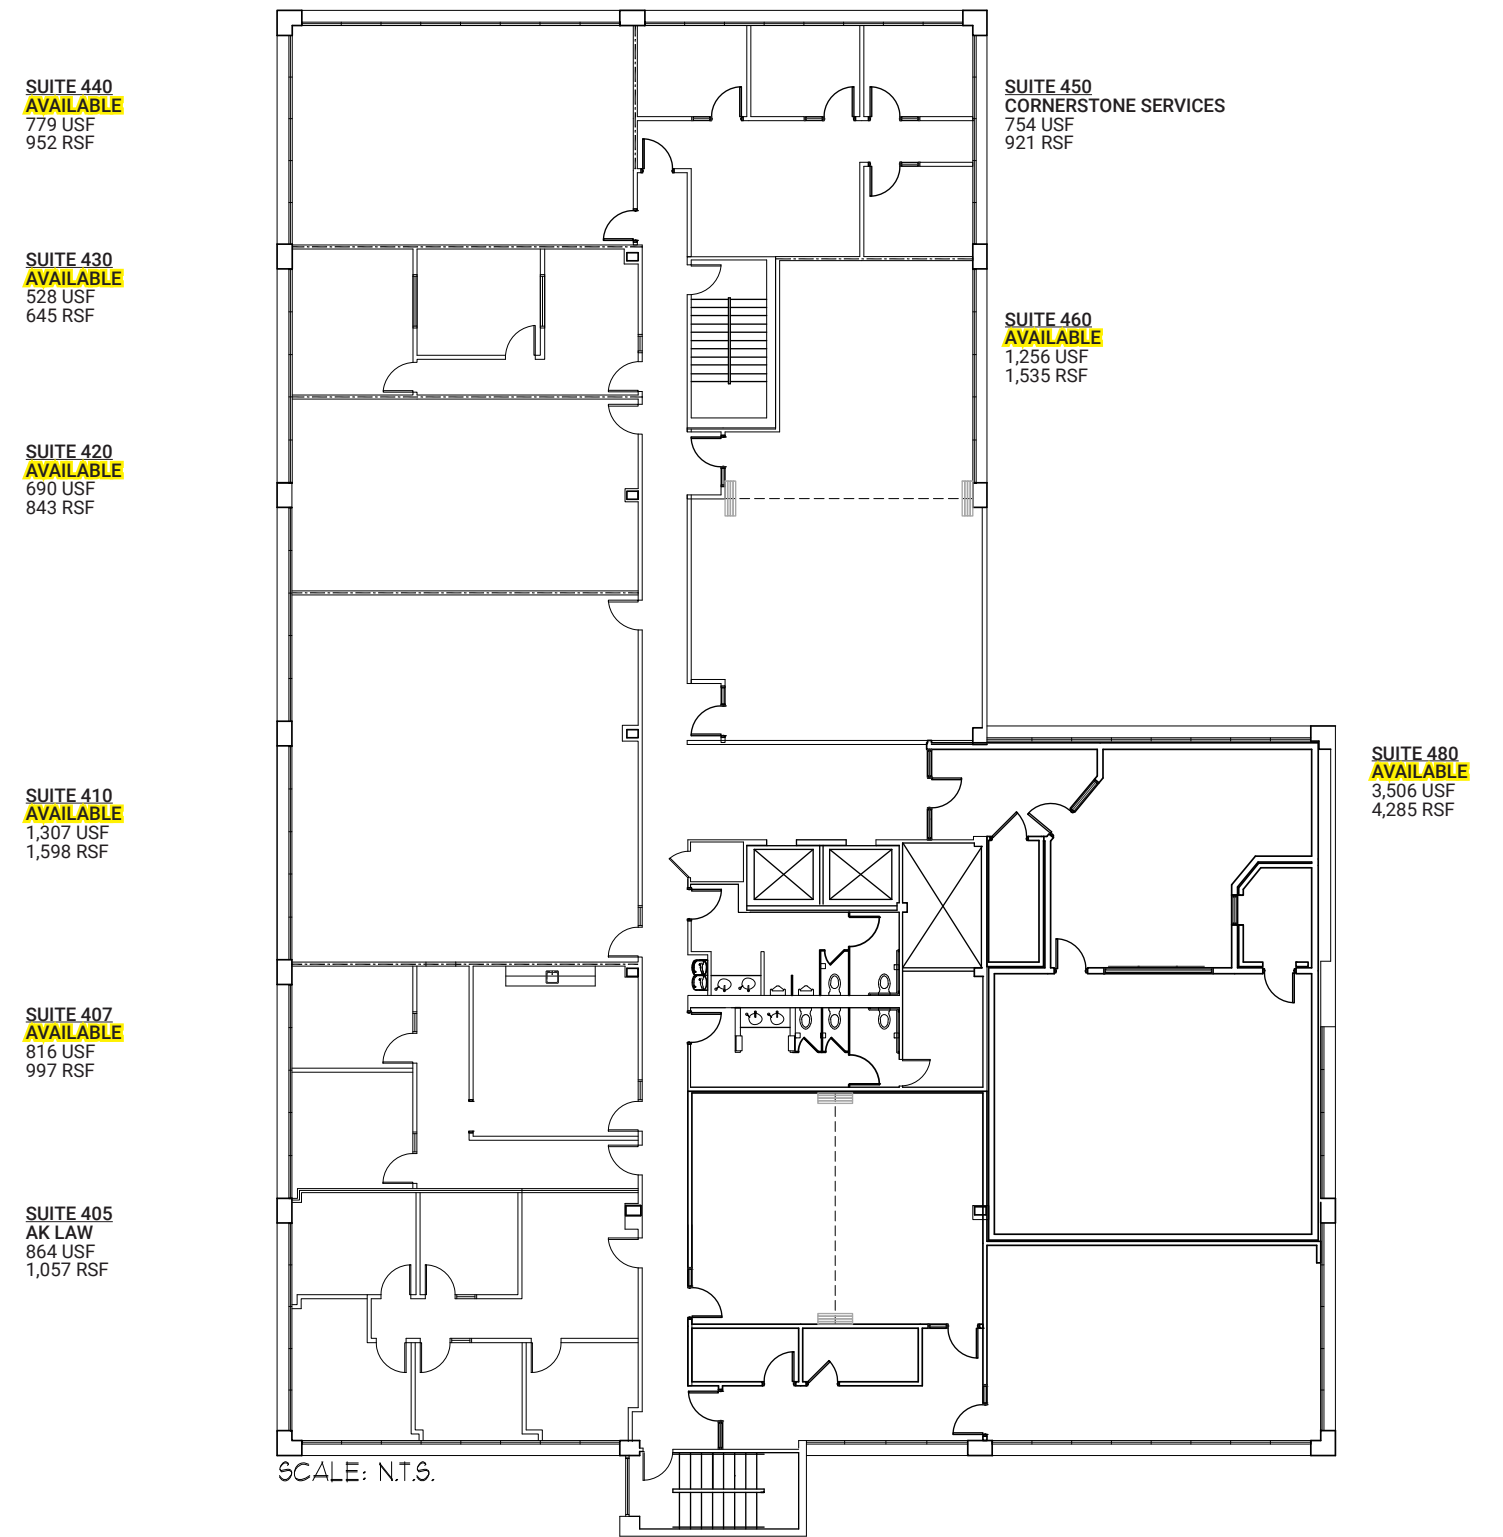 SUITE 440
AVAILABLE
779 USF
952 RSF
SUITE 450
CORNERSTONE SERVICES
754 USF
921 RSF
SUITE 430
AVAILABLE
528 USF
645 RSF
SUITE 460
AVAILABLE
1,256 USF
1,535 RSF
SUITE 420
AVAILABLE
690 USF
843 RSF
SUITE 480
AVAILABLE
3,506 USF
4,285 RSF
SUITE 410
AVAILABLE
1,307 USF
1,598 RSF
SUITE 407
AVAILABLE
816 USF
997 RSF
SUITE 405
AK LAW
864 USF
1,057 RSF
SCALE: N.T.S.